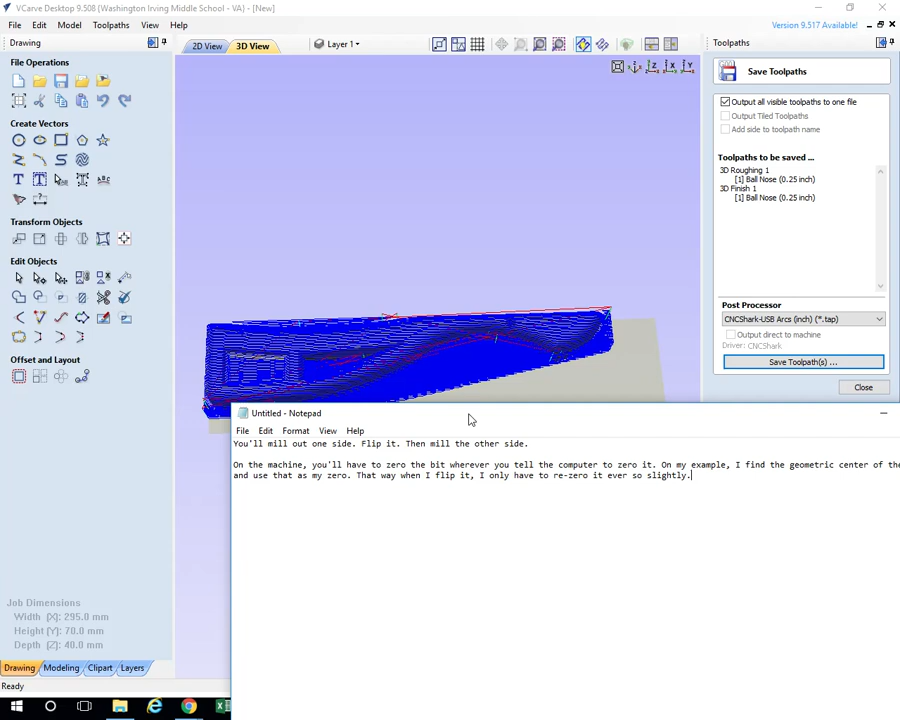 VCarve Desktop 9.508 {Washington Irving Middle School - VA} - [New]
File Edit Model Toolpaths View Help
Version 9.517 Available!
Drawing
2D View 3D View
Layer 1
Toolpaths
File Operations
Create Vectors
Transform Objects
Edit Objects
Offset and Layout
Job Dimensions
Width (X): 295.0 mm
Height (Y): 70.0 mm
Depth (Z): 40.0 mm
Drawing Modeling Clipart Layers
Ready
Save Toolpaths
Output all visible toolpaths to one file
Output Tiled Toolpaths
Add side to toolpath name
Toolpaths to be saved ...
3D Roughing 1
[1] Ball Nose (0.25 inch)
3D Finish 1
[1] Ball Nose (0.25 inch)
Post Processor
CNCShark-USB Arcs (inch) (*.tap)
Output direct to machine
Driver: CNCShark
Save Toolpath(s) ...
Close
Untitled - Notepad
File Edit Format View Help
You'll mill out one side. Flip it. Then mill the other side.
On the machine, you'll have to zero the bit wherever you tell the computer to zero it. On my example, I find the geometric center of the
and use that as my zero. That way when I flip it, I only have to re-zero it ever so slightly.